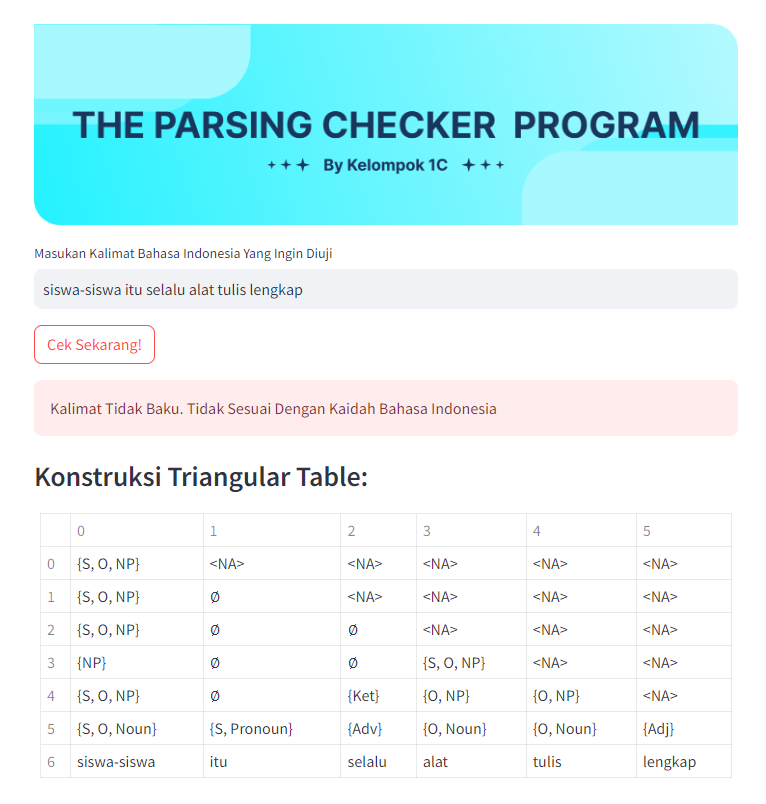 THE PARSING CHECKER PROGRAM
By Kelompok 1C
Masukan Kalimat Bahasa Indonesia Yang Ingin Diuji
siswa-siswa itu selalu alat tulis lengkap
Cek Sekarang!
Kalimat Tidak Baku. Tidak Sesuai Dengan Kaidah Bahasa Indonesia
Konstruksi Triangular Table:
0 1 2 3 4 5
0 {S, O, NP} <NA> <NA> <NA> <NA> <NA>
1 {S, O, NP} Ø <NA> <NA> <NA> <NA>
2 {S, O, NP} Ø Ø <NA> <NA> <NA>
3 {NP} Ø Ø {S, O, NP} <NA> <NA>
4 {S, O, NP} Ø {Ket} {O, NP} {O, NP} <NA>
5 {S, O, Noun} {S, Pronoun} {Adv} {O, Noun} {O, Noun} {Adj}
6 siswa-siswa itu selalu alat tulis lengkap